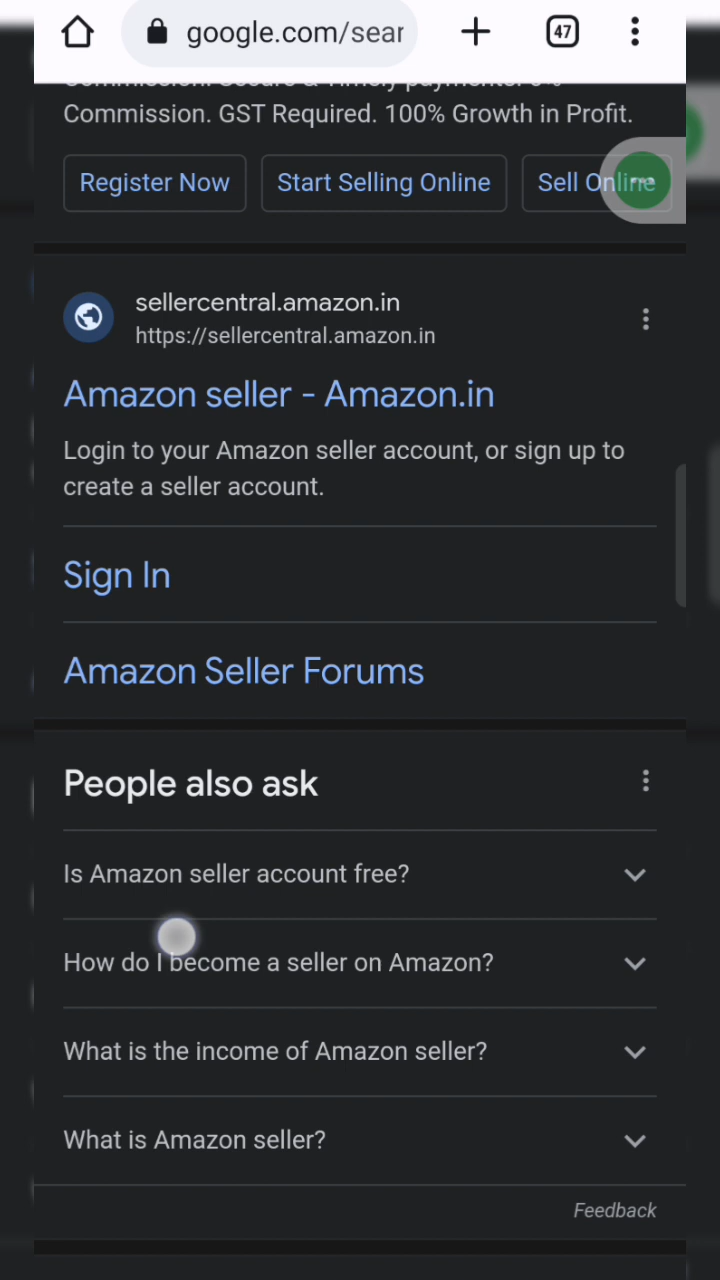 google.com/sear
47
Commission. GST Required. 100% Growth in Profit.
Register Now
Start Selling Online
Sell Online
sellercentral.amazon.in
https://sellercentral.amazon.in
Amazon seller - Amazon.in
Login to your Amazon seller account, or sign up to
create a seller account.
Sign In
Amazon Seller Forums
People also ask
Is Amazon seller account free?
How do I become a seller on Amazon?
What is the income of Amazon seller?
What is Amazon seller?
Feedback